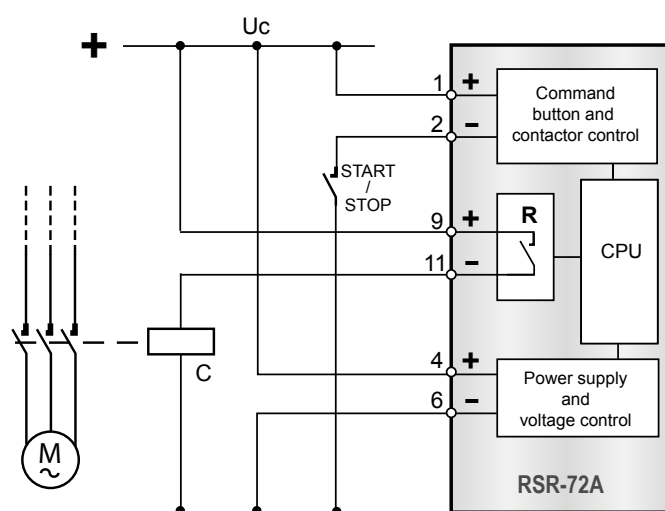 +
Uc
1
+
2
−
Command
button and
contactor control
START
/
STOP
9
+
R
11
−
CPU
C
4
+
6
−
Power supply
and
voltage control
M
~
RSR-72A